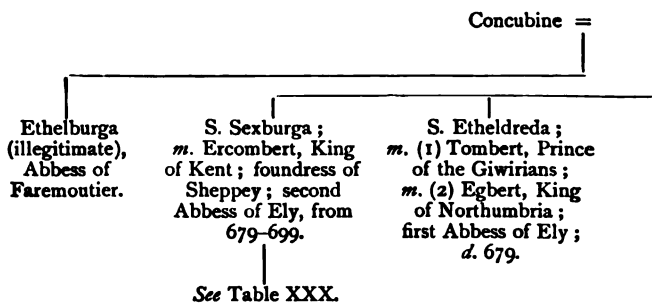 Concubine =
Ethelburga
(illegitimate),
Abbess of
Faremoutier.
S. Sexburga ;
m. Ercombert, King
of Kent ; foundress of
Sheppey ; second
Abbess of Ely, from
679–699.
See Table XXX.
S. Etheldreda ;
m. (1) Tombert, Prince
of the Giwirians ;
m. (2) Egbert, King
of Northumbria ;
first Abbess of Ely ;
d. 679.